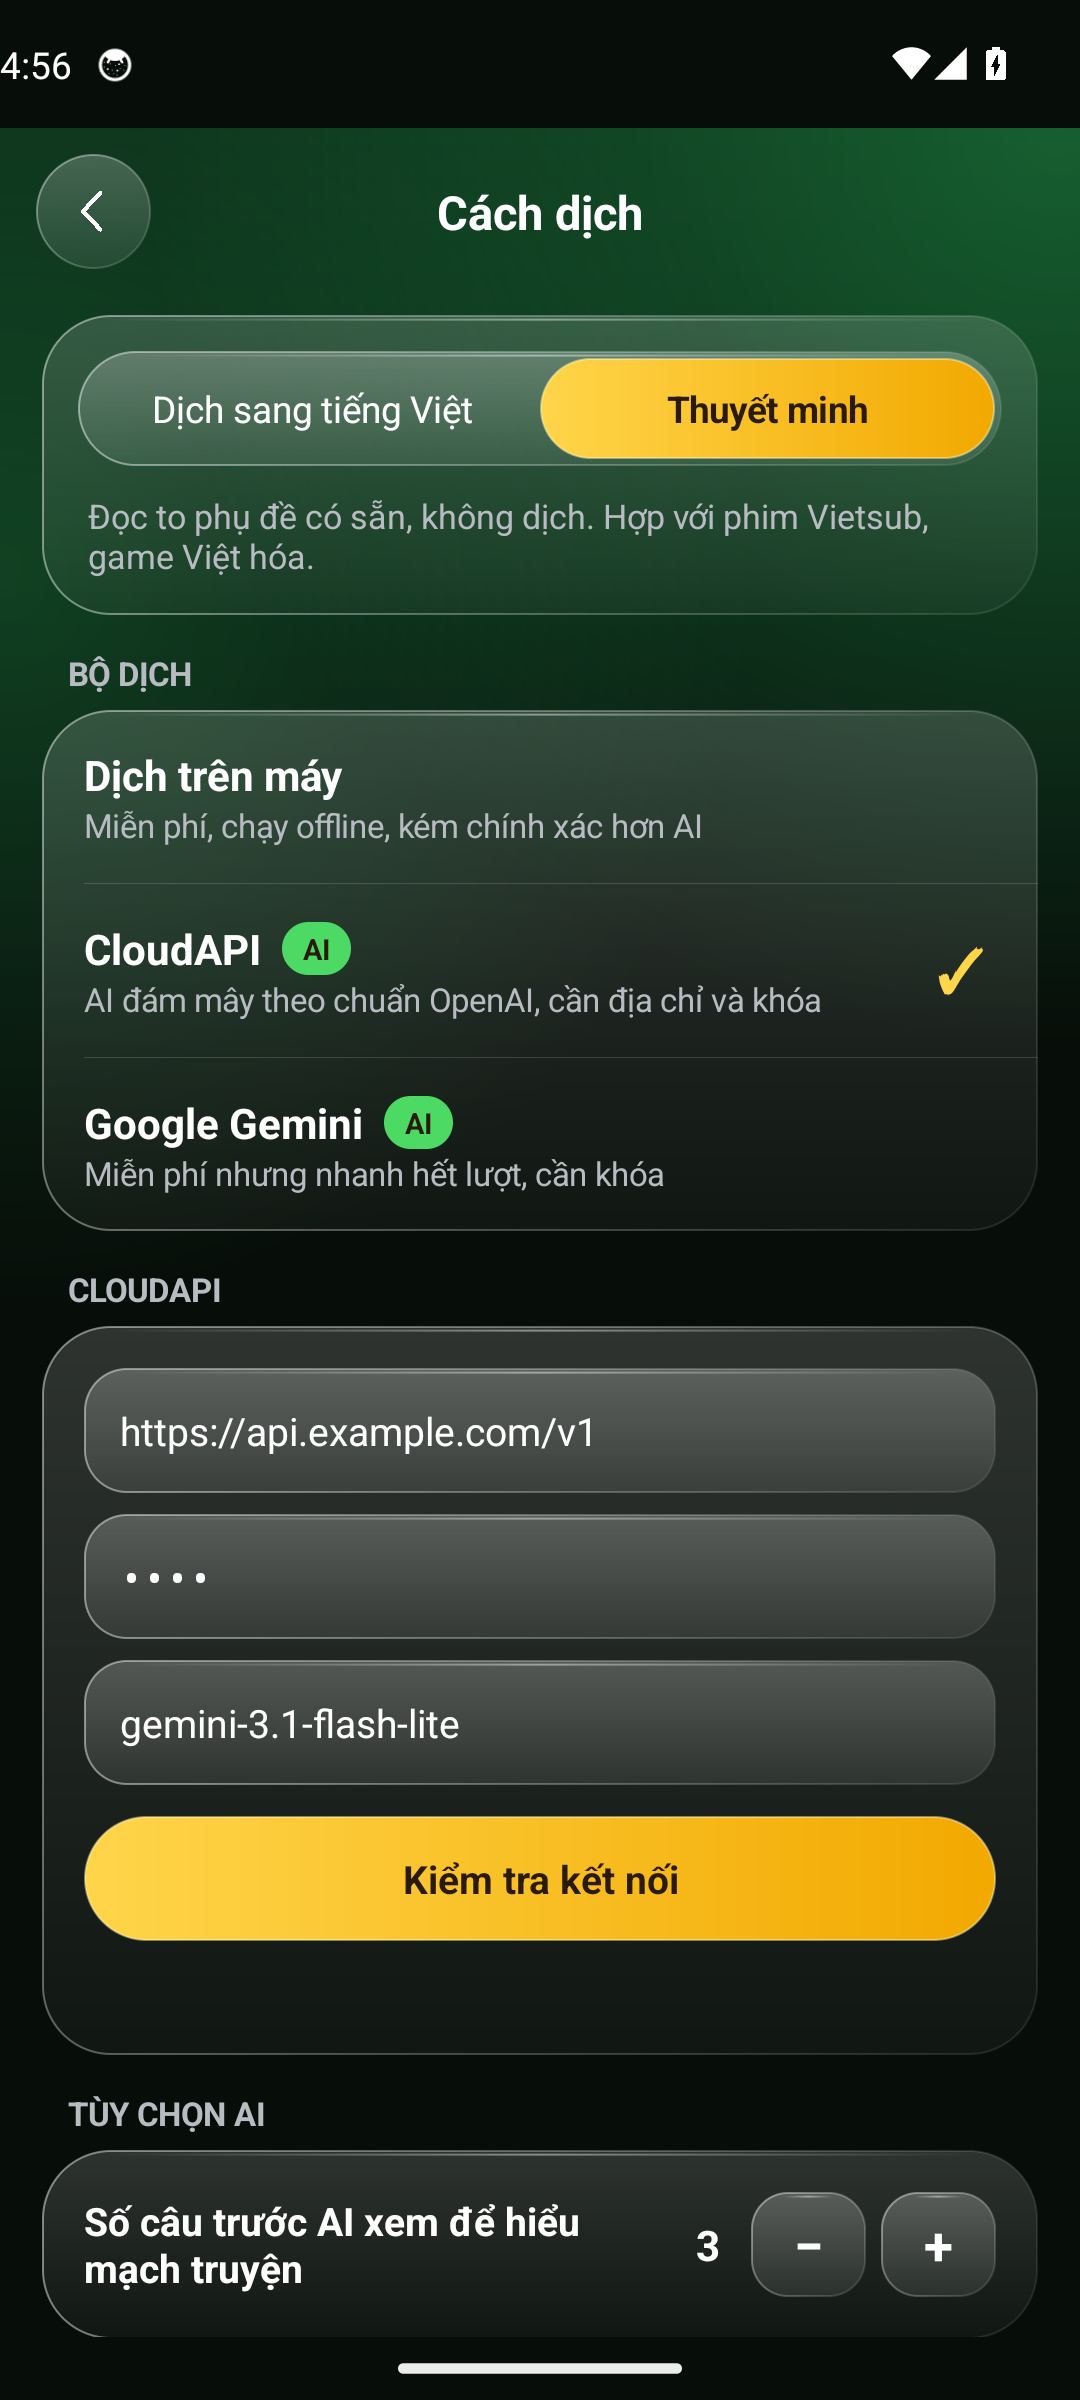 4:56
Cách dịch
Dịch sang tiếng Việt
Thuyết minh
Đọc to phụ đề có sẵn, không dịch. Hợp với phim Vietsub,
game Việt hóa.
BỘ DỊCH
Dịch trên máy
Miễn phí, chạy offline, kém chính xác hơn AI
CloudAPI AI
AI đám mây theo chuẩn OpenAI, cần địa chỉ và khóa
Google Gemini AI
Miễn phí nhưng nhanh hết lượt, cần khóa
CLOUDAPI
https://api.example.com/v1
••••
gemini-3.1-flash-lite
Kiểm tra kết nối
TÙY CHỌN AI
Số câu trước AI xem để hiểu
mạch truyện
3 − +